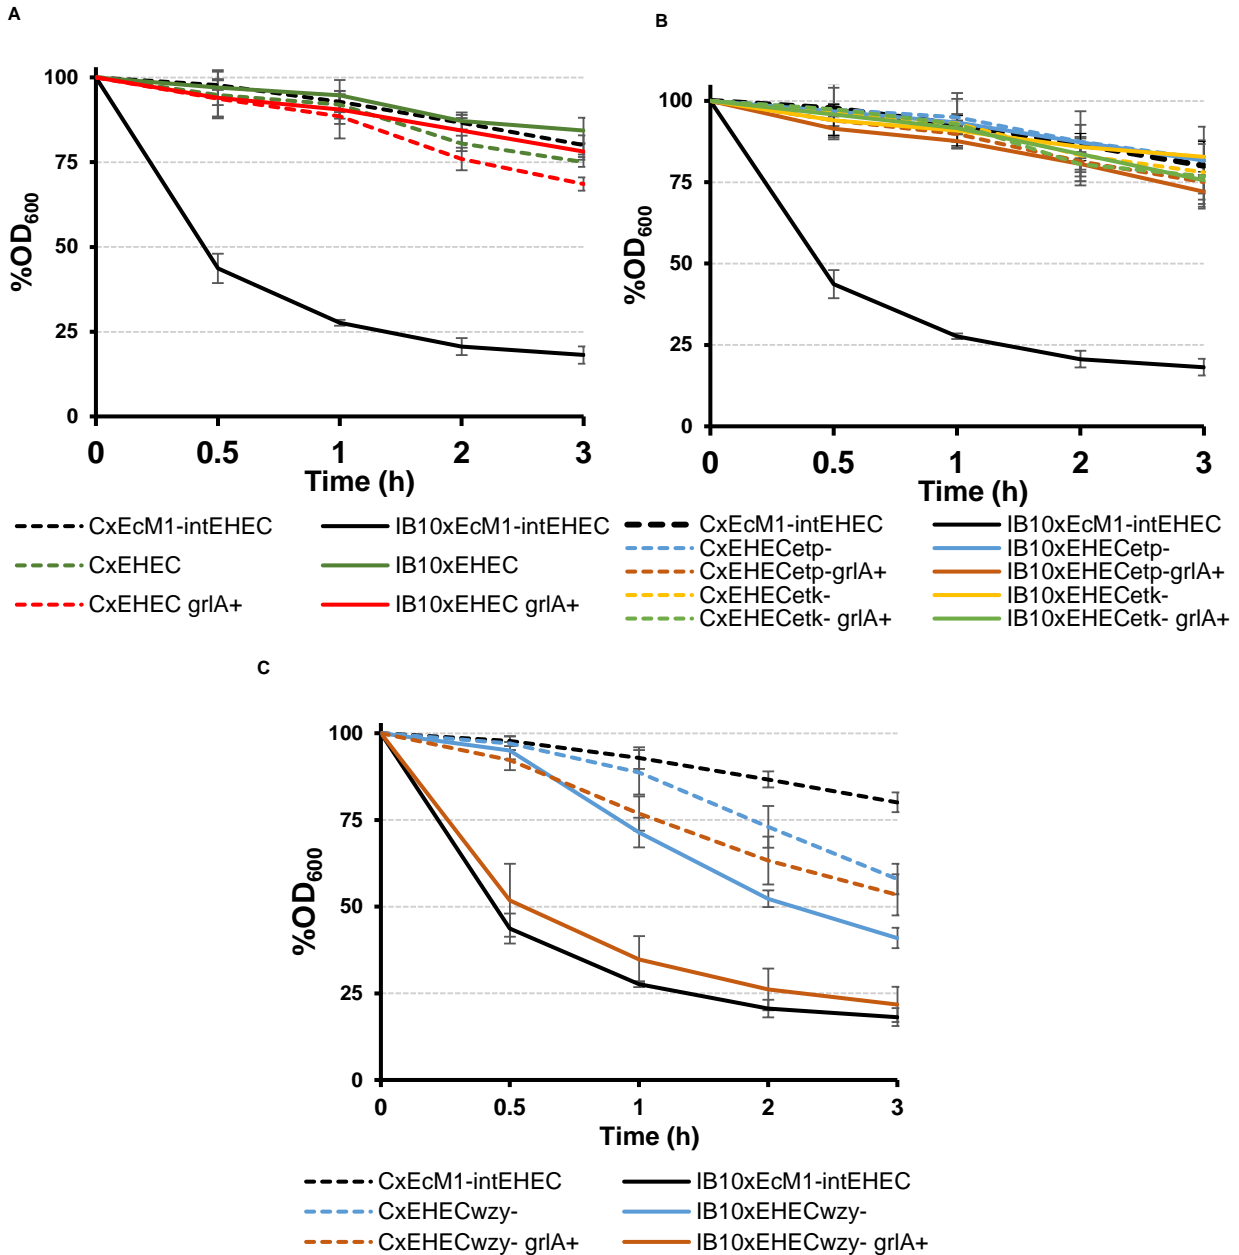 A
100
75
50
25
0
%OD600
0 0.5 1 2 3
Time (h)
CxEcM1-intEHEC IB10xEcM1-intEHEC
CxEHEC IB10xEHEC
CxEHEC grlA+ IB10xEHEC grlA+
B
100
75
50
25
0
%OD600
0 0.5 1 2 3
Time (h)
CxEcM1-intEHEC IB10xEcM1-intEHEC
CxEHECetp- IB10xEHECetp-
CxEHECetp-grlA+ IB10xEHECetp-grlA+
CxEHECetk- IB10xEHECetk-
CxEHECetk- grlA+ IB10xEHECetk- grlA+
C
100
75
50
25
0
%OD600
0 0.5 1 2 3
Time (h)
CxEcM1-intEHEC IB10xEcM1-intEHEC
CxEHECwzy- IB10xEHECwzy-
CxEHECwzy- grlA+ IB10xEHECwzy- grlA+